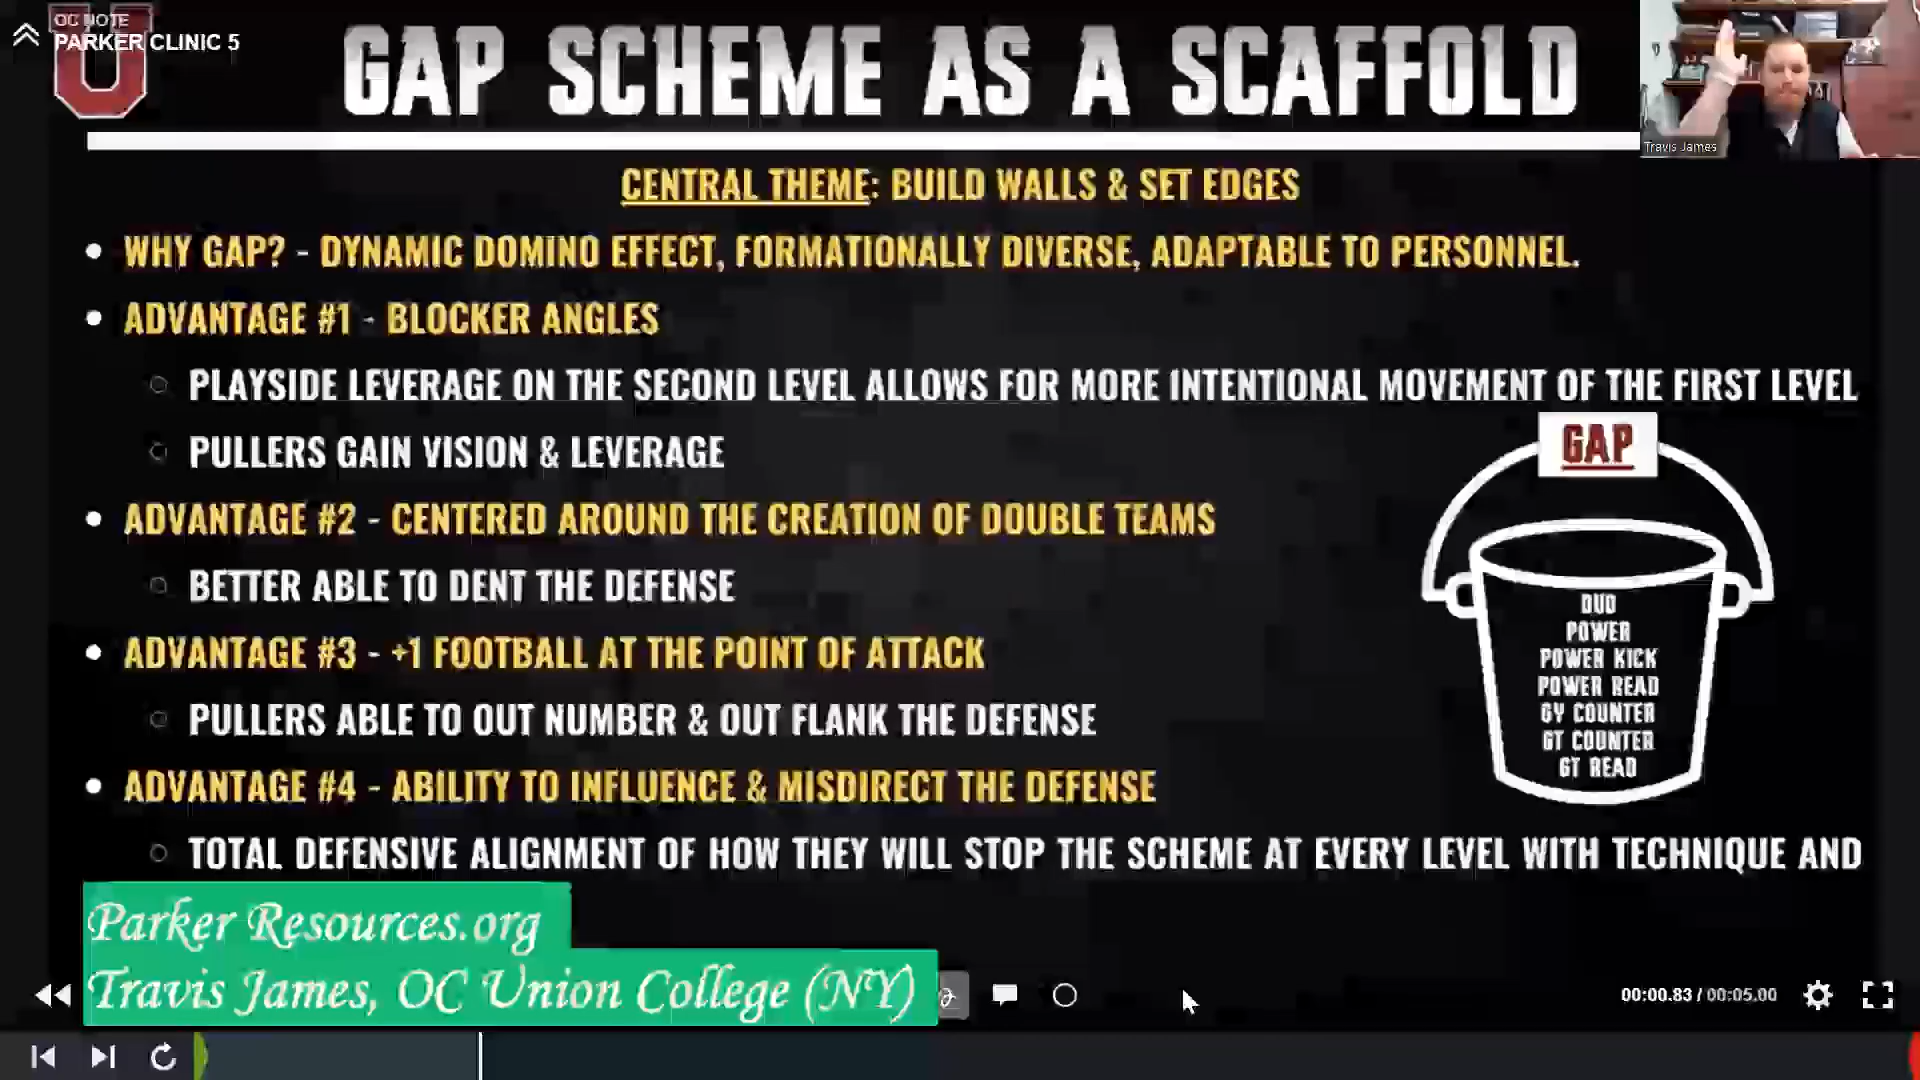 OC NOTE
PARKER CLINIC 5
U
GAP SCHEME AS A SCAFFOLD
Travis James
CENTRAL THEME: BUILD WALLS & SET EDGES
WHY GAP? - DYNAMIC DOMINO EFFECT, FORMATIONALLY DIVERSE, ADAPTABLE TO PERSONNEL.
ADVANTAGE #1 - BLOCKER ANGLES
PLAYSIDE LEVERAGE ON THE SECOND LEVEL ALLOWS FOR MORE INTENTIONAL MOVEMENT OF THE FIRST LEVEL
PULLERS GAIN VISION & LEVERAGE
ADVANTAGE #2 - CENTERED AROUND THE CREATION OF DOUBLE TEAMS
BETTER ABLE TO DENT THE DEFENSE
ADVANTAGE #3 - +1 FOOTBALL AT THE POINT OF ATTACK
PULLERS ABLE TO OUT NUMBER & OUT FLANK THE DEFENSE
ADVANTAGE #4 - ABILITY TO INFLUENCE & MISDIRECT THE DEFENSE
TOTAL DEFENSIVE ALIGNMENT OF HOW THEY WILL STOP THE SCHEME AT EVERY LEVEL WITH TECHNIQUE AND
GAP
DUO
POWER
POWER KICK
POWER READ
GY COUNTER
GT COUNTER
GT READ
Parker Resources.org
Travis James, OC Union College (NY)
00:00.83 / 00:05.00